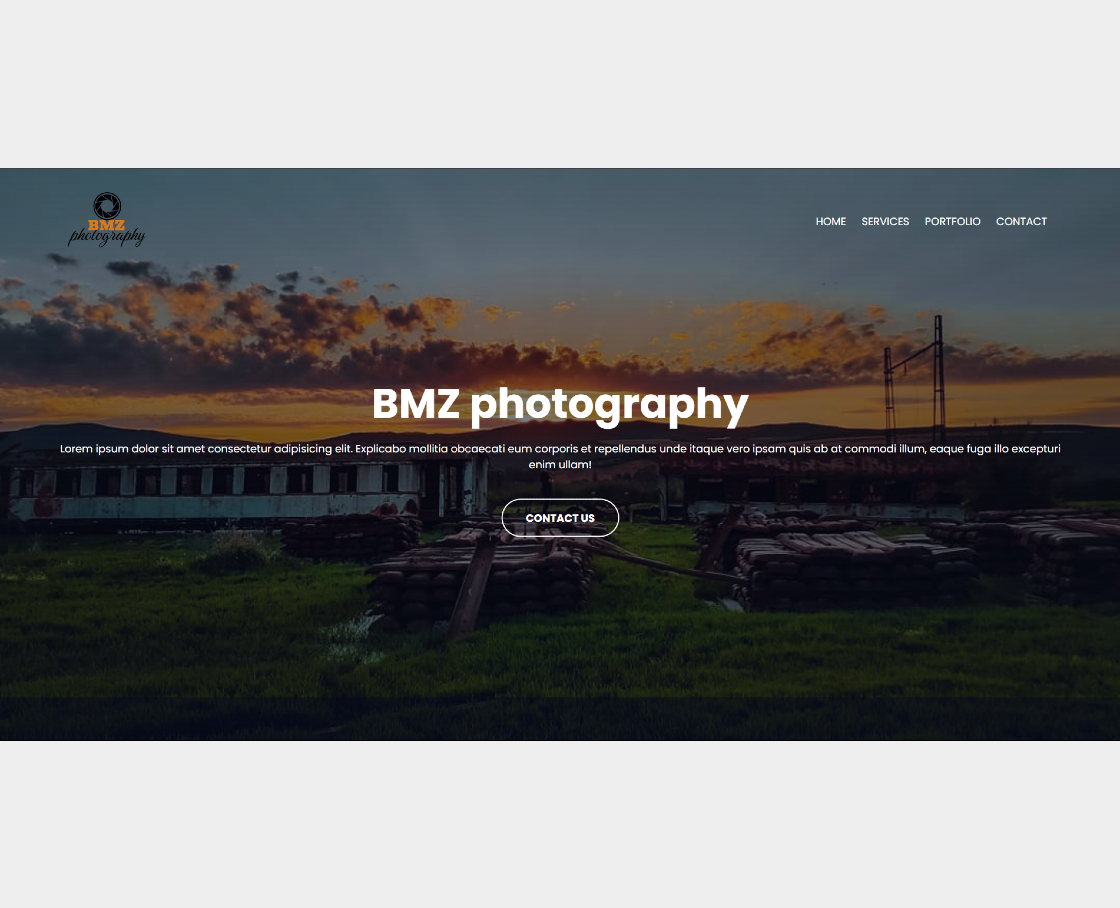 BMZ
photography
HOME SERVICES PORTFOLIO CONTACT
BMZ photography
Lorem ipsum dolor sit amet consectetur adipisicing elit. Explicabo mollitia obcaecati eum corporis et repellendus unde itaque vero ipsam quis ab at commodi illum, eaque fuga illo excepturi
enim ullam!
CONTACT US